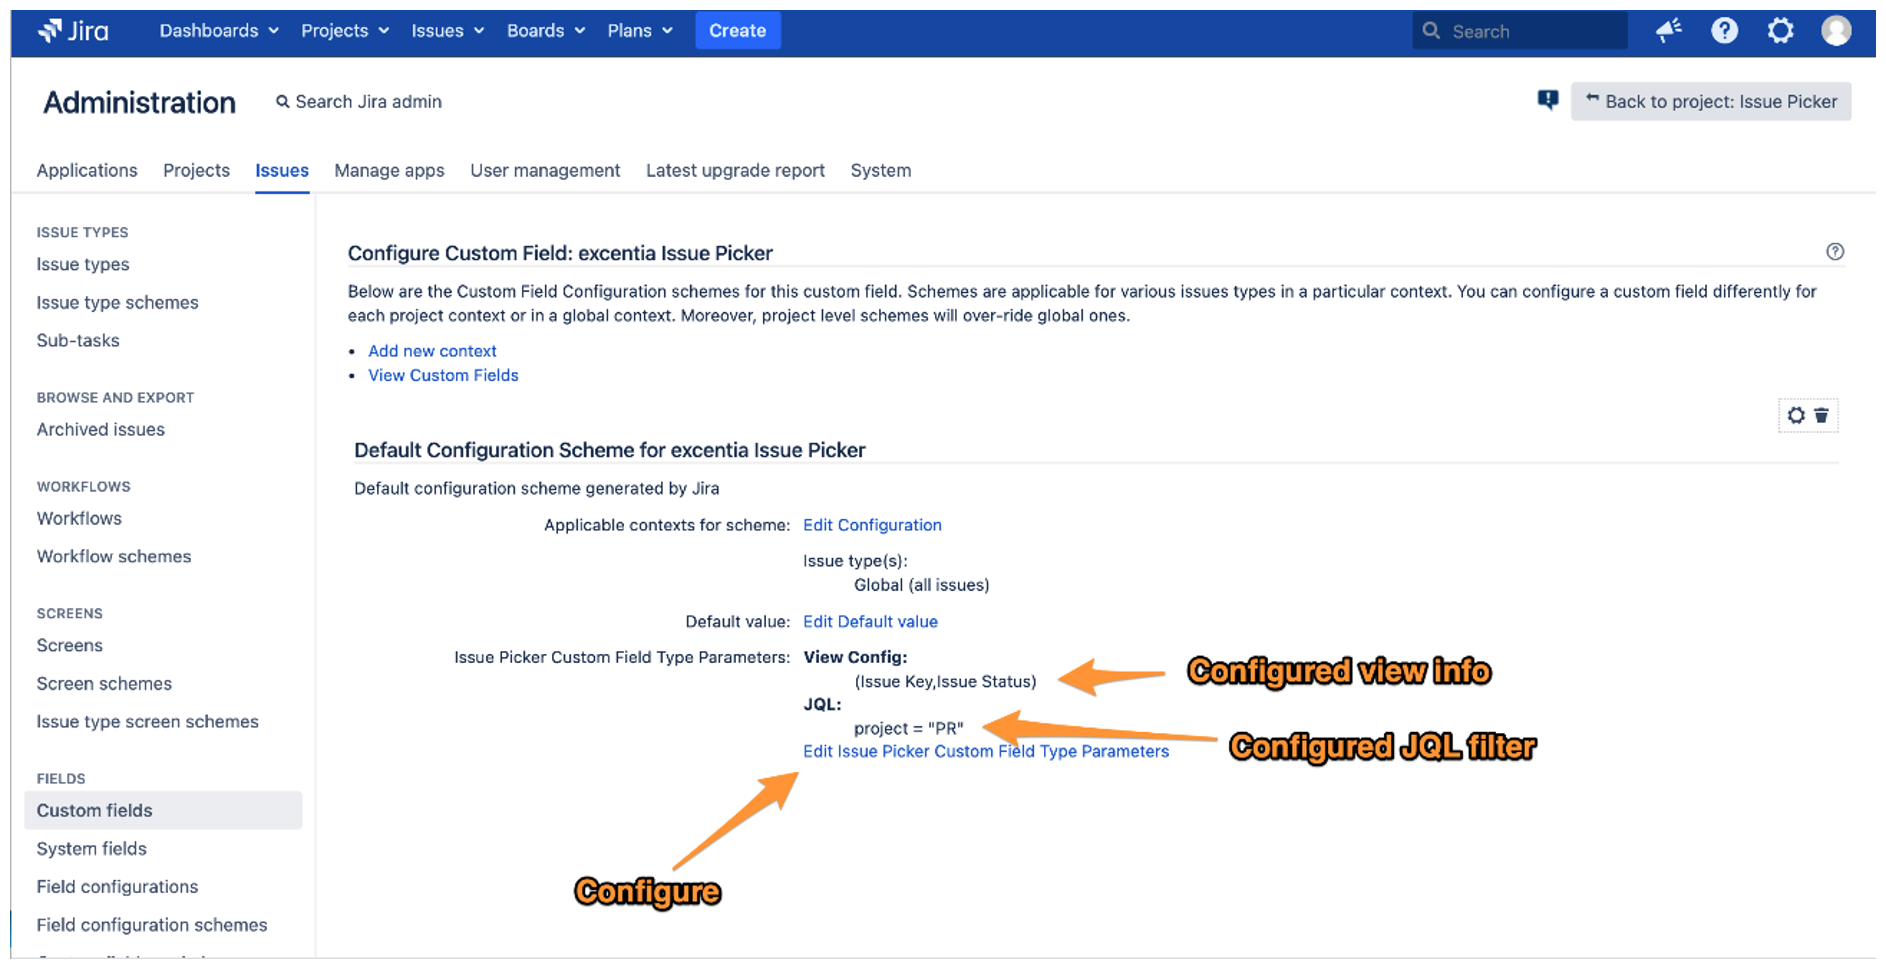 Jira
Dashboards Projects Issues Boards Plans Create Search
Administration Search Jira admin Back to project: Issue Picker
Applications Projects Issues Manage apps User management Latest upgrade report System
ISSUE TYPES
Issue types
Issue type schemes
Sub-tasks
BROWSE AND EXPORT
Archived issues
WORKFLOWS
Workflows
Workflow schemes
SCREENS
Screens
Screen schemes
Issue type screen schemes
FIELDS
Custom fields
System fields
Field configurations
Field configuration schemes
Configure Custom Field: excentia Issue Picker
Below are the Custom Field Configuration schemes for this custom field. Schemes are applicable for various issues types in a particular context. You can configure a custom field differently for
each project context or in a global context. Moreover, project level schemes will over-ride global ones.
• Add new context
• View Custom Fields
Default Configuration Scheme for excentia Issue Picker
Default configuration scheme generated by Jira
Applicable contexts for scheme: Edit Configuration
Issue type(s):
Global (all issues)
Default value: Edit Default value
Issue Picker Custom Field Type Parameters: View Config:
(Issue Key,Issue Status)
Configured view info
JQL:
project = "PR"
Configured JQL filter
Edit Issue Picker Custom Field Type Parameters
Configure